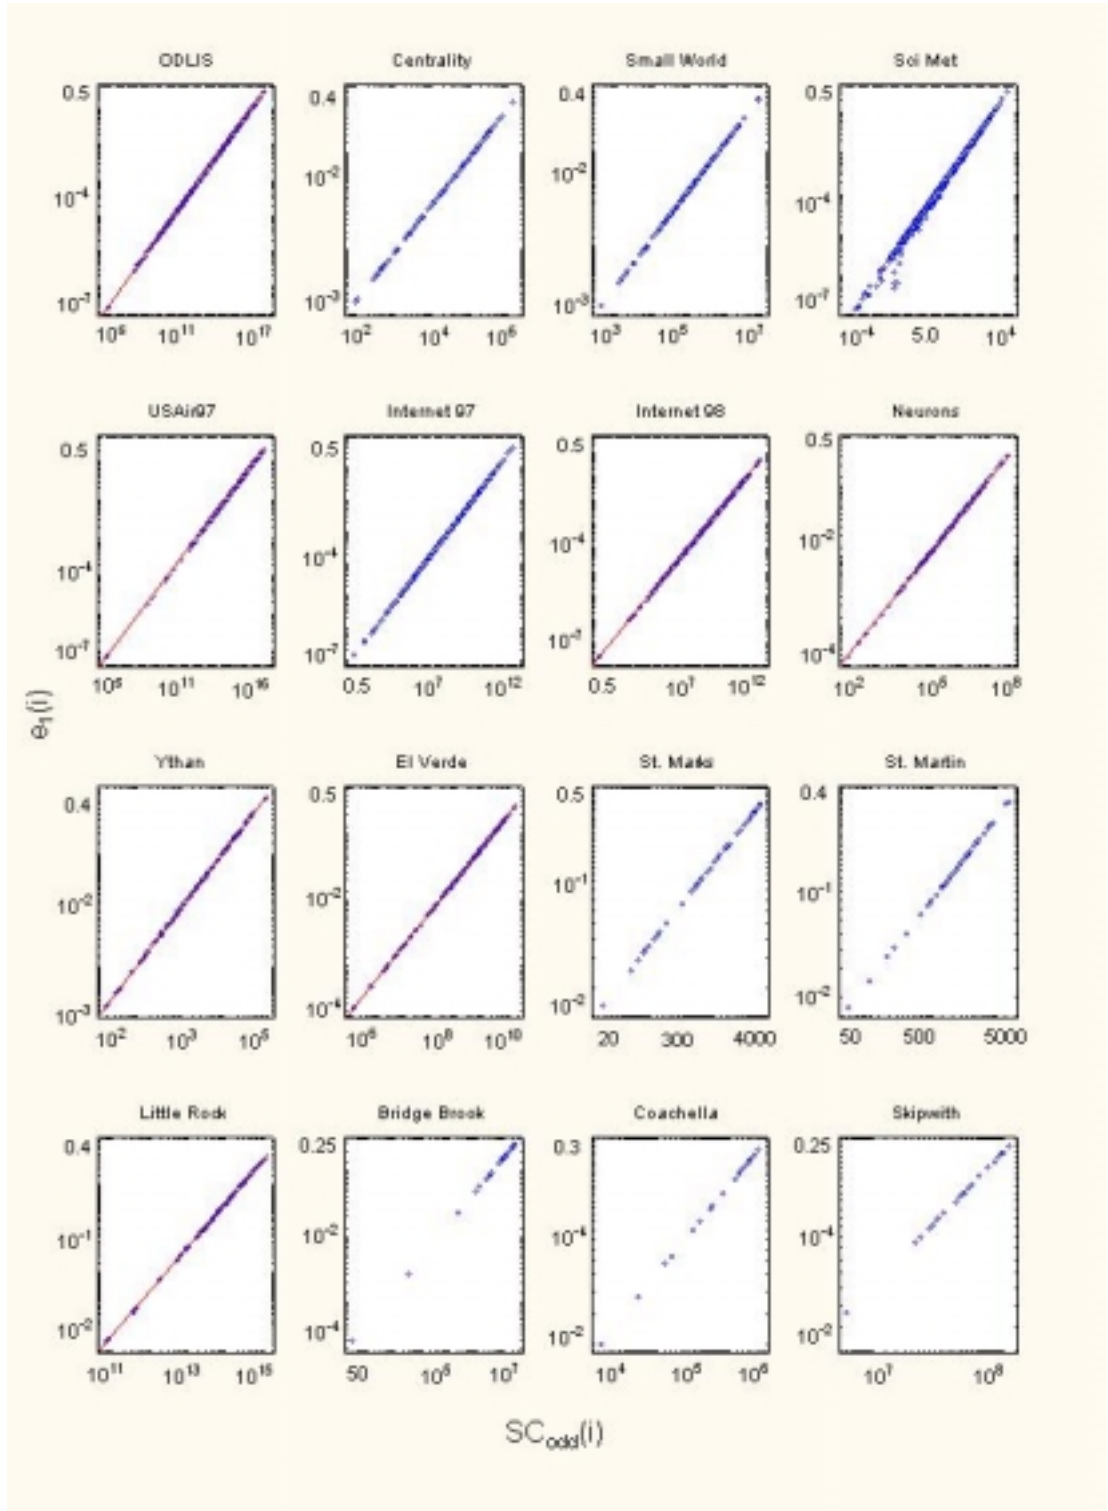 ODLIS Centrality Small World Sci Met
0.5 0.4 0.4 0.5
10-4 10-2 10-2 10-4
10-7 10-3 10-3 10-7
106 1011 1017 102 104 106 103 107 10-4 5.0 104
USAir97 Internet 97 Internet 98 Neurons
0.5 0.5 0.5 0.5
10-4 10-4 10-4 10-2
10-7 10-7 10-7 10-4
1011 1016 0.5 107 1012 0.5 107 1012 102 106 108
e1(i)
Ythan El Verde St. Marks St. Martin
0.4 0.5 0.5 0.4
10-2 10-2 10-1 10-1
10-3 10-4 10-2 10-2
102 103 106 108 1010 20 300 4000 50 500 5000
Little Rock Bridge Brook Coachella Skipwith
0.4 0.25 0.3 0.25
10-1 10-2 10-4 10-4
10-2 10-4 10-2 10-2
1011 1013 1015 50 106 107 104 105 106 107 108
SCodd(i)